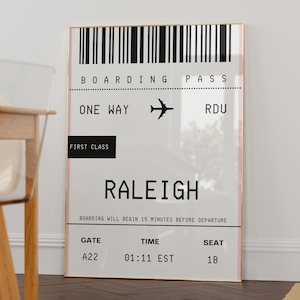 BOARDING PASS
ONE WAY RDU
FIRST CLASS
RALEIGH
BOARDING WILL BEGIN 15 MINUTES BEFORE DEPARTURE
GATE TIME SEAT
A22 01:11 EST 1B